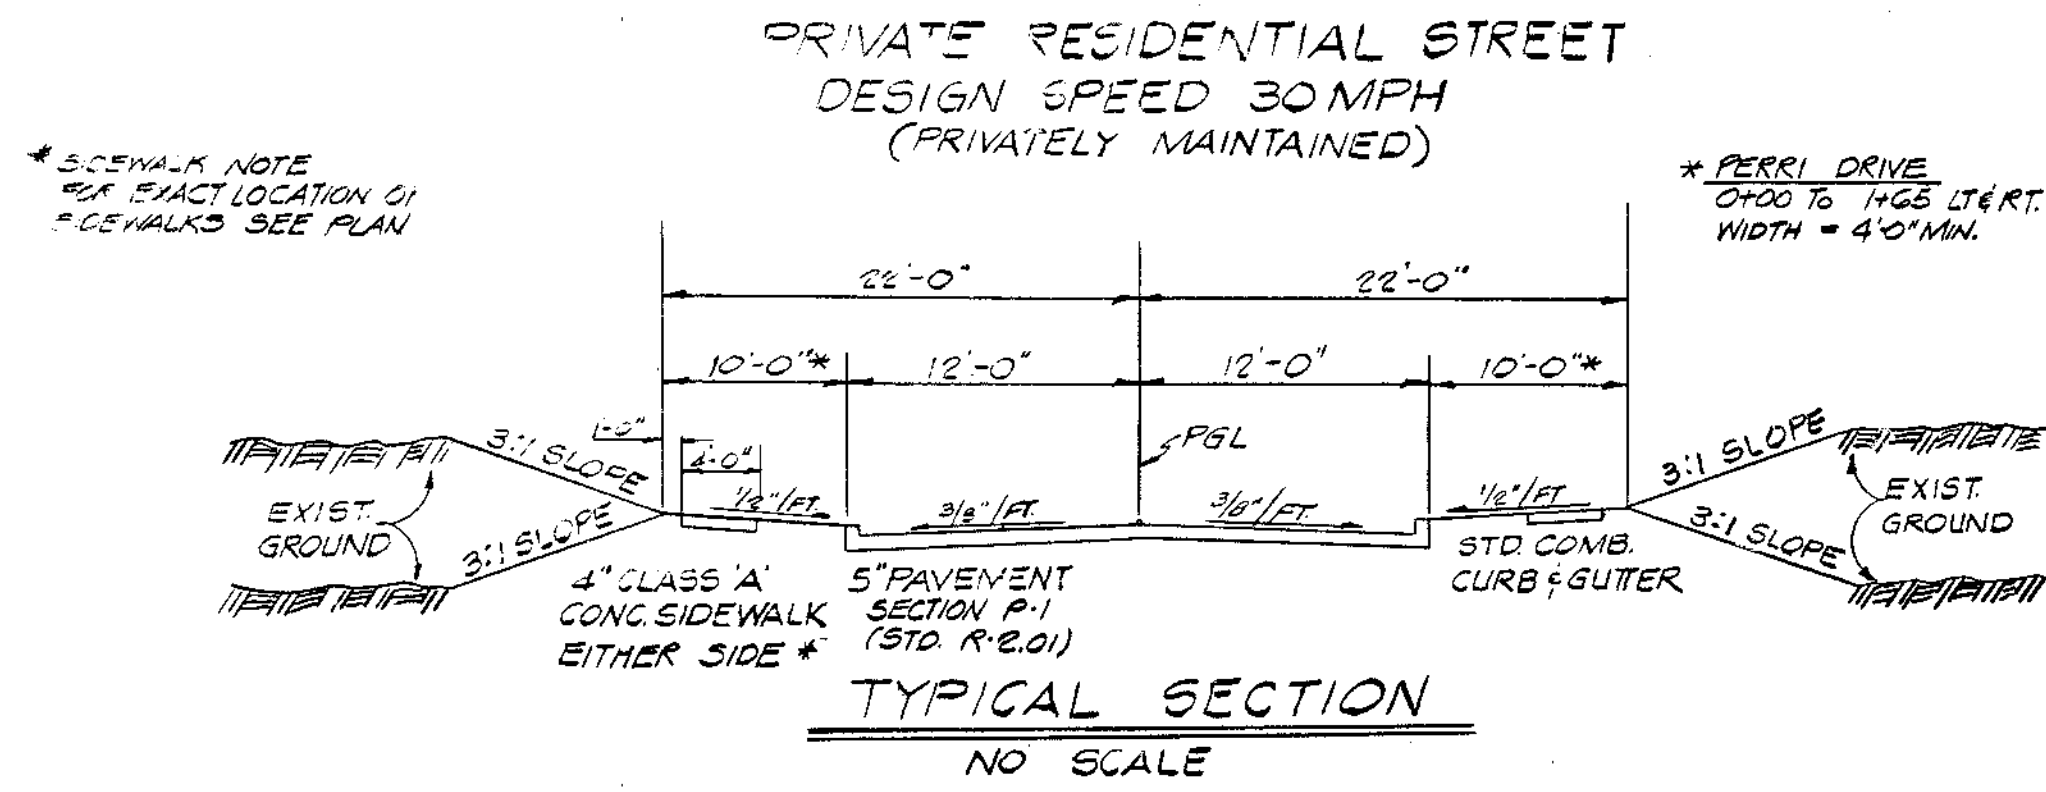 PRIVATE RESIDENTIAL STREET
DESIGN SPEED 30 MPH
(PRIVATELY MAINTAINED)
* SIDEWALK NOTE
FOR EXACT LOCATION OF
SIDEWALKS SEE PLAN
* PERRI DRIVE
0+00 To 1+65 LT & RT.
WIDTH = 4'-0" MIN.
22'-0" 22'-0"
10'-0"* 12'-0" 12'-0" 10'-0"*
1'-0"
4'-0"
PGL
3:1 SLOPE 3:1 SLOPE
1/2"/FT. 3/8"/FT. 3/8"/FT. 1/2"/FT
EXIST.
GROUND
EXIST.
GROUND
3:1 SLOPE 3:1 SLOPE
4" CLASS 'A'
CONC. SIDEWALK
EITHER SIDE *
5" PAVEMENT
SECTION P-1
(STD. R-2.01)
STD. COMB.
CURB & GUTTER
TYPICAL SECTION
NO SCALE